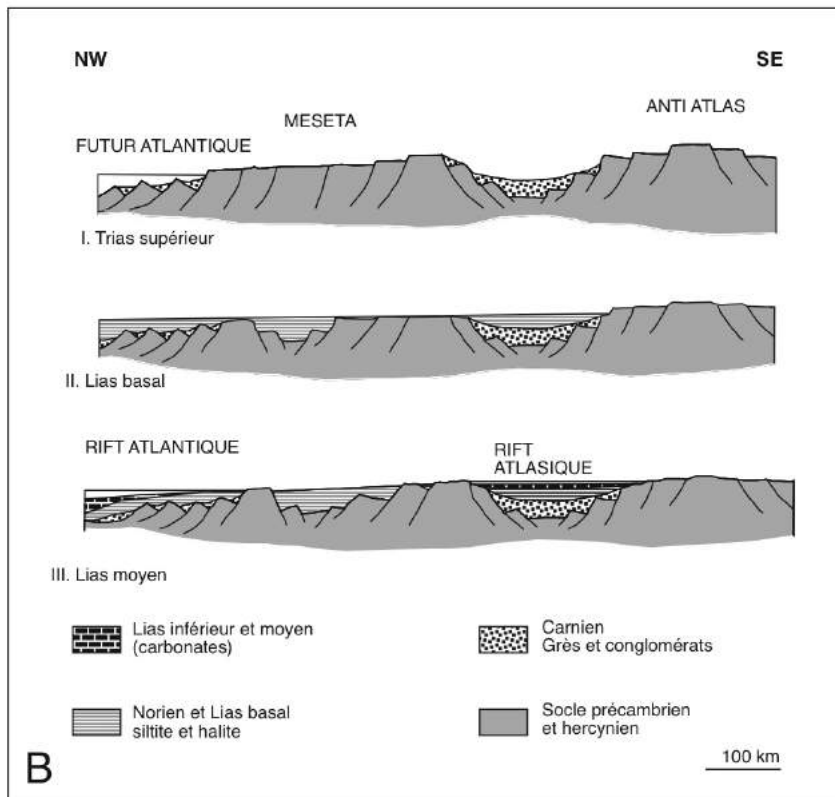 NW
SE
ANTI ATLAS
MESETA
FUTUR ATLANTIQUE
I. Trias supérieur
II. Lias basal
RIFT ATLANTIQUE
RIFT
ATLASIQUE
III. Lias moyen
Lias inférieur et moyen
(carbonates)
Carnien
Grès et conglomérats
Norien et Lias basal
siltite et halite
Socle précambrien
et hercynien
100 km
B